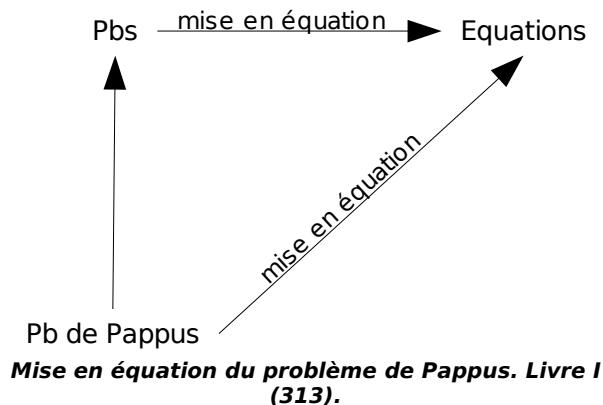 Pbs
mise en équation
Equations
mise en équation
Pb de Pappus
Mise en équation du problème de Pappus. Livre I
(313).